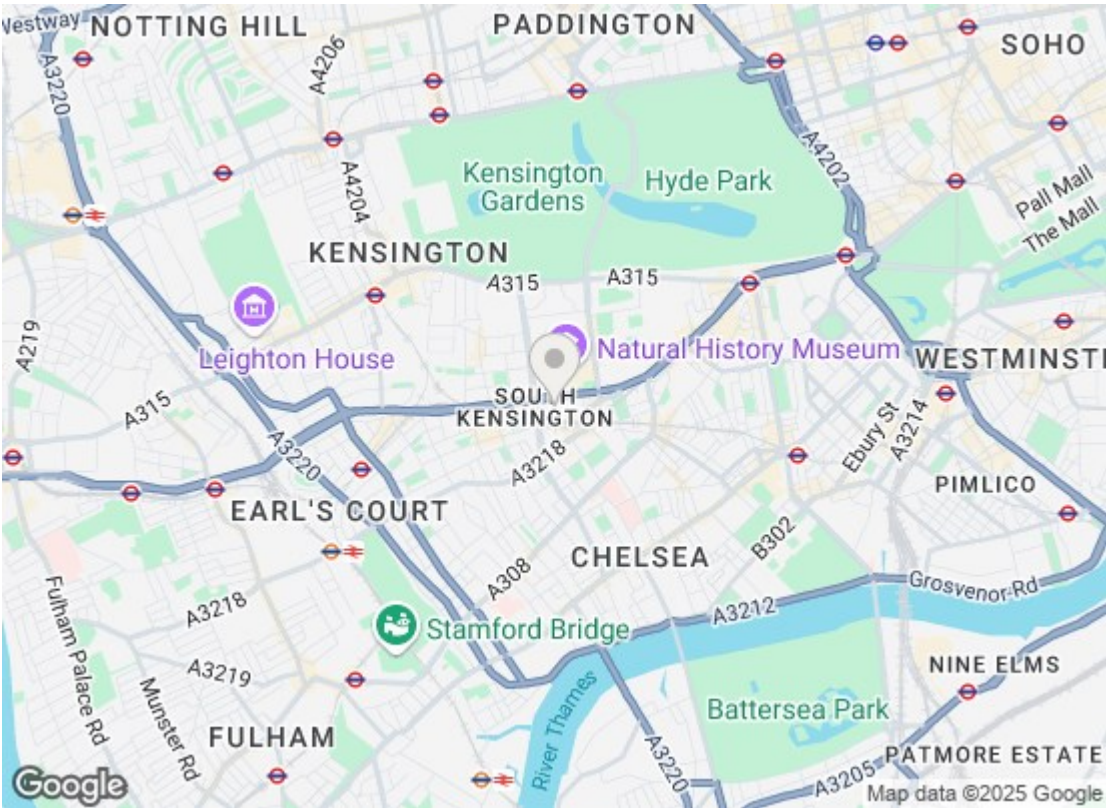 Westway
NOTTING HILL
PADDINGTON
SOHO
A3220
A4206
A4202
A4204
Kensington
Gardens
Hyde Park
Pall Mall
The Mall
KENSINGTON
A315
A315
A219
Leighton House
Natural History Museum
WESTMINST
SOUTH
KENSINGTON
A315
A3220
A3218
Ebury St
A3214
EARL'S COURT
PIMLICO
B302
CHELSEA
A308
Grosvenor Rd
Fulham Palace Rd
A3218
A3212
Stamford Bridge
A3219
Munster Rd
NINE ELMS
River Thames
Battersea Park
FULHAM
A3220
PATMORE ESTATE
A3205
Google
Map data ©2025 Google